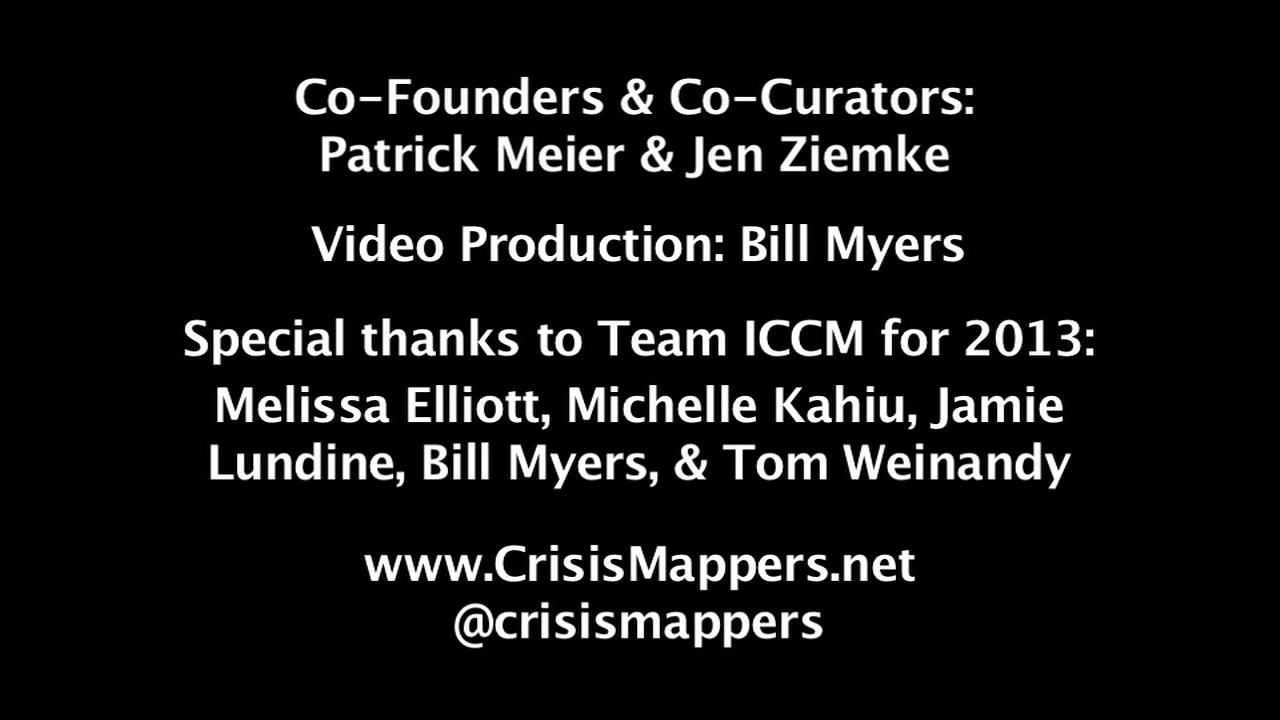 Co-Founders & Co-Curators:
Patrick Meier & Jen Ziemke
Video Production: Bill Myers
Special thanks to Team ICCM for 2013:
Melissa Elliott, Michelle Kahiu, Jamie
Lundine, Bill Myers, & Tom Weinandy
www.CrisisMappers.net
@crisismappers